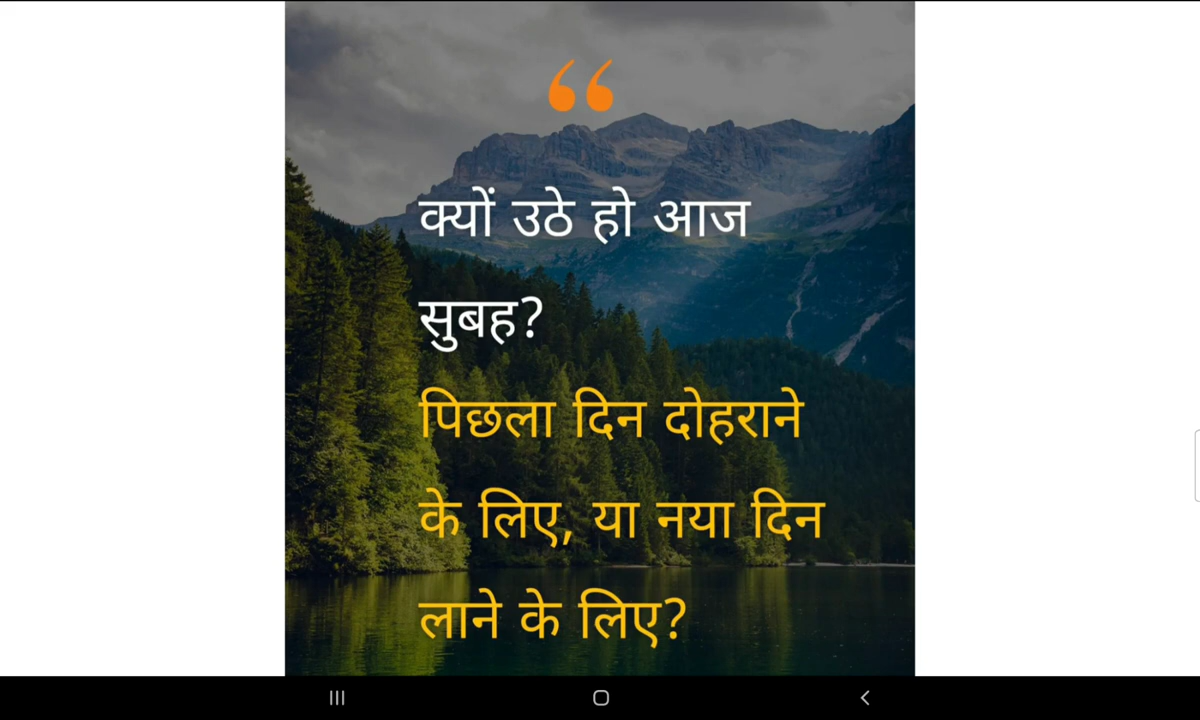 “
क्यों उठे हो आज
सुबह?
पिछला दिन दोहराने
के लिए, या नया दिन
लाने के लिए?